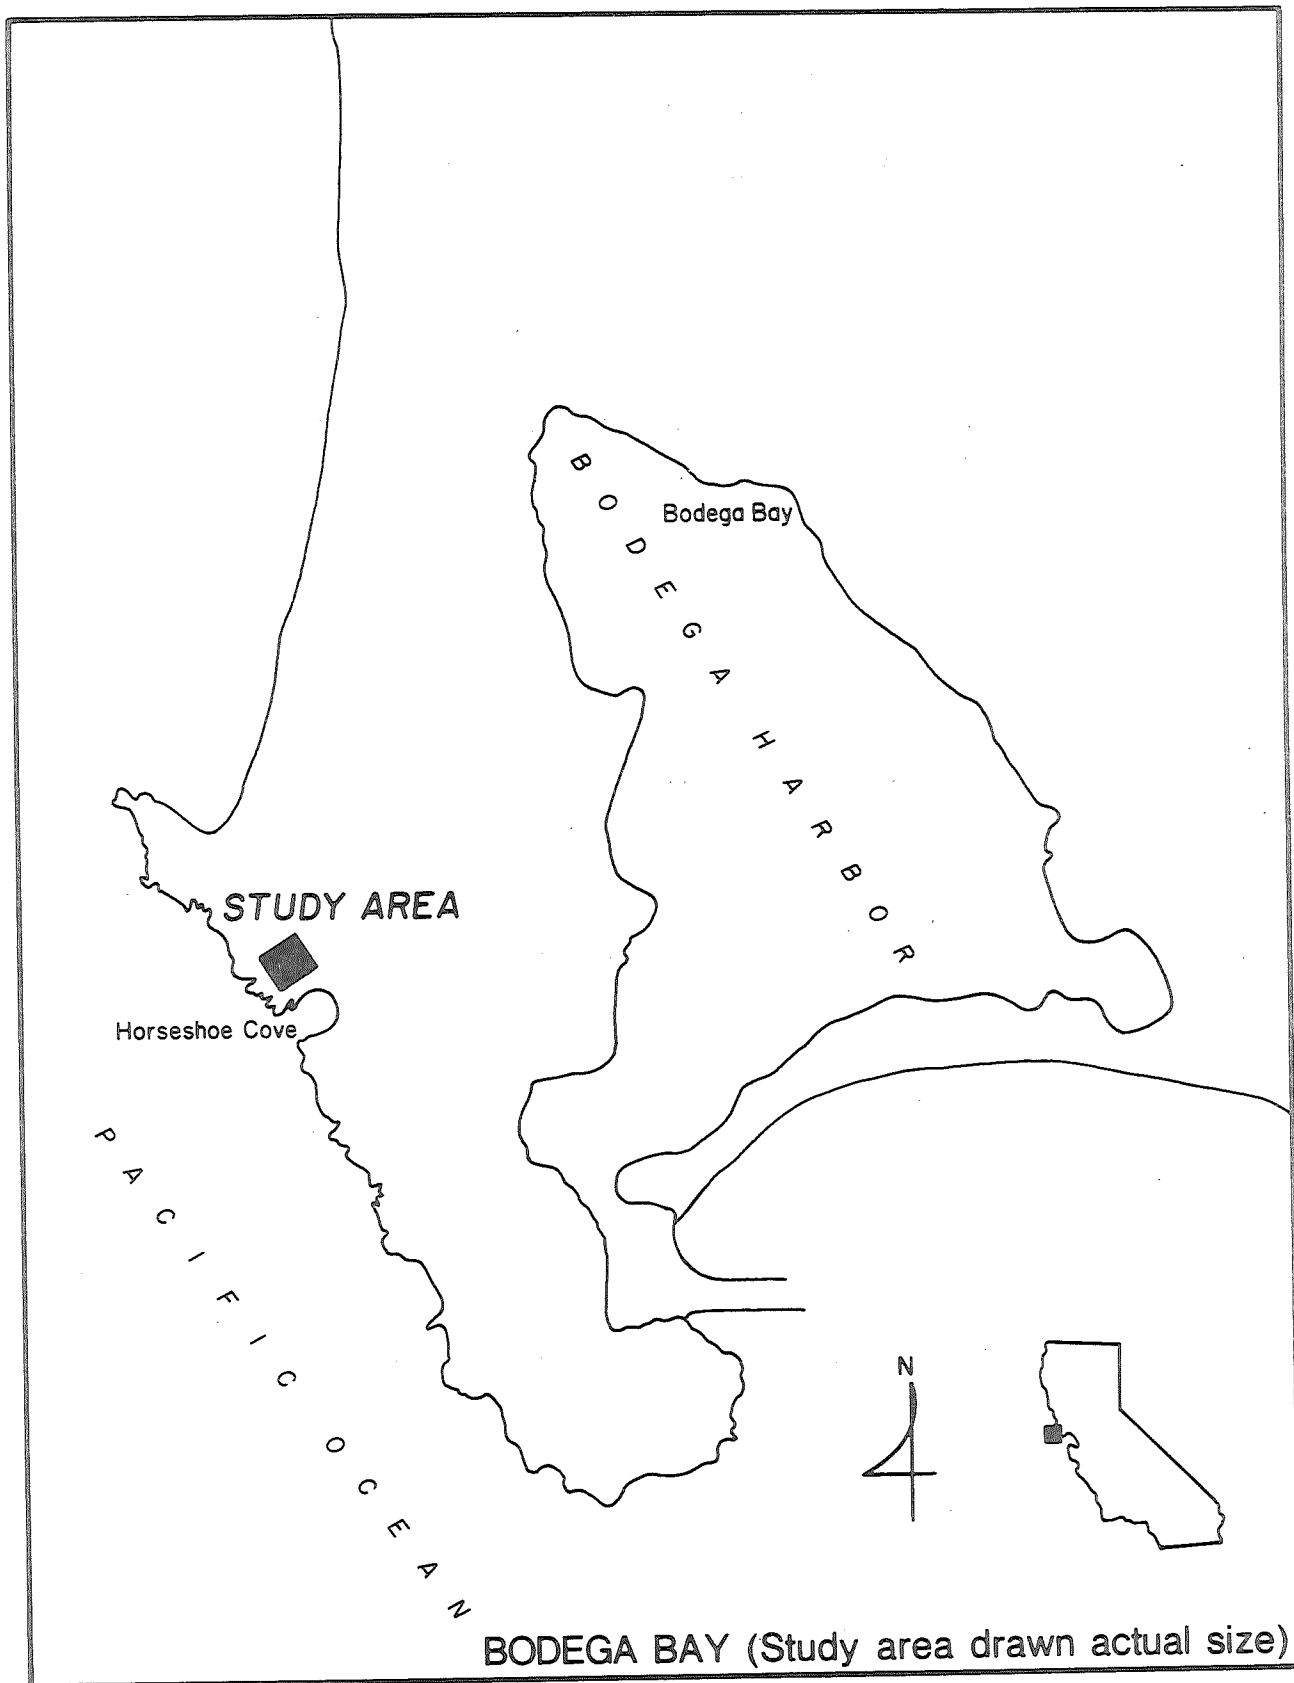 BODEGA HARBOR
Bodega Bay
STUDY AREA
Horseshoe Cove
PACIFIC OCEAN
N
BODEGA BAY (Study area drawn actual size)